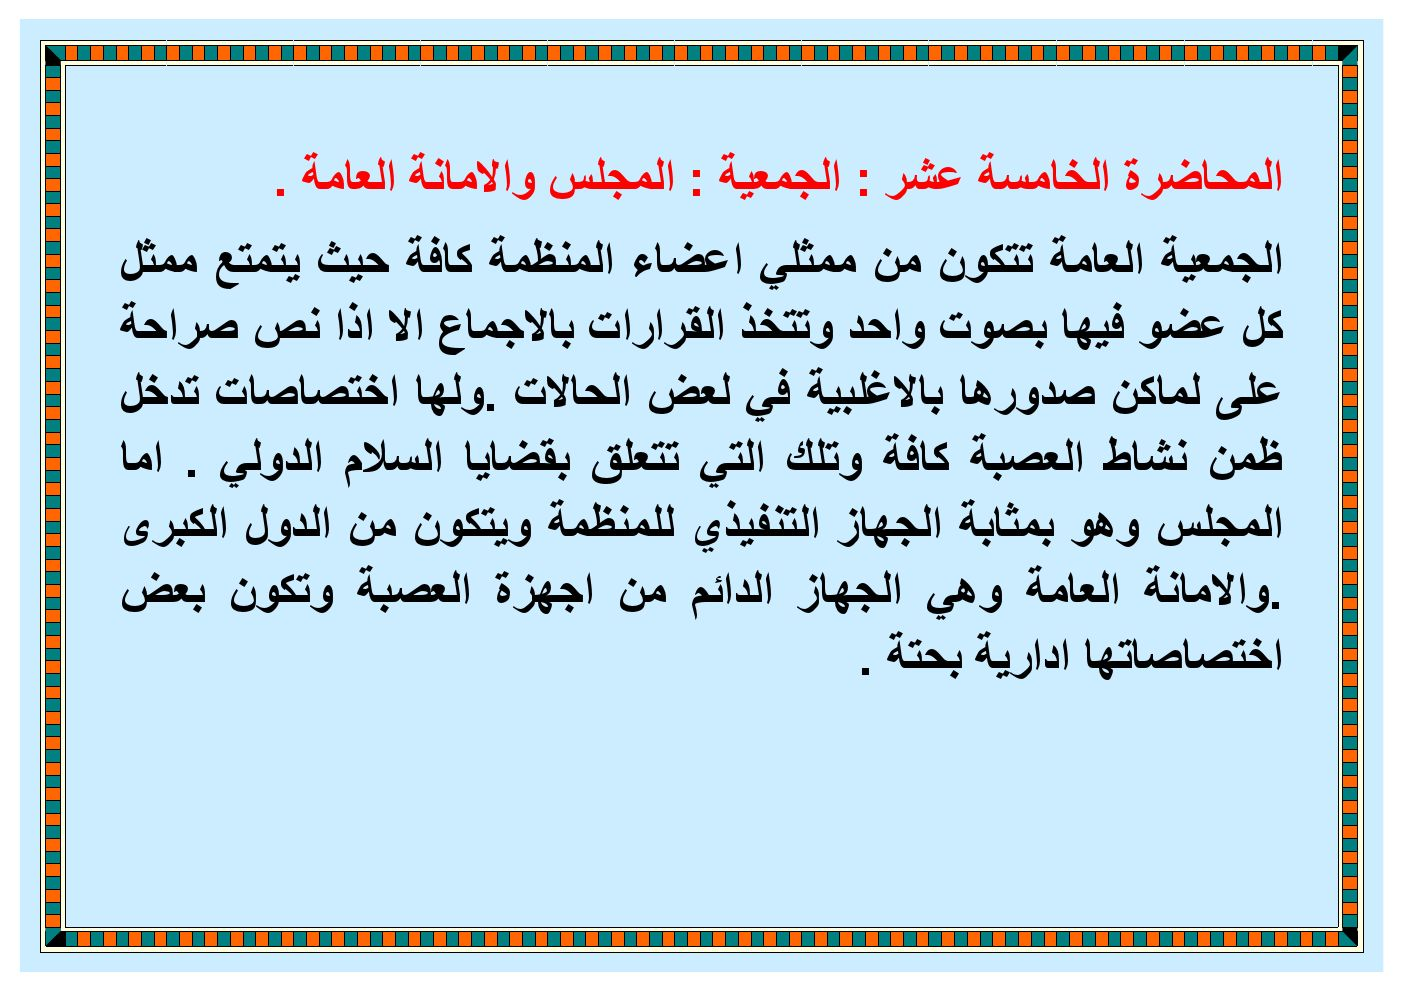 المحاضرة الخامسة عشر : الجمعية : المجلس والامانة العامة .
الجمعية العامة تتكون من ممثلي اعضاء المنظمة كافة حيث يتمتع ممثل
كل عضو فيها بصوت واحد وتتخذ القرارات بالاجماع الا اذا نص صراحة
على لماكن صدورها بالاغلبية في لعض الحالات .ولها اختصاصات تدخل
ظمن نشاط العصبة كافة وتلك التي تتعلق بقضايا السلام الدولي . اما
المجلس وهو بمثابة الجهاز التنفيذي للمنظمة ويتكون من الدول الكبرى
.والامانة العامة وهي الجهاز الدائم من اجهزة العصبة وتكون بعض
اختصاصاتها ادارية بحتة .